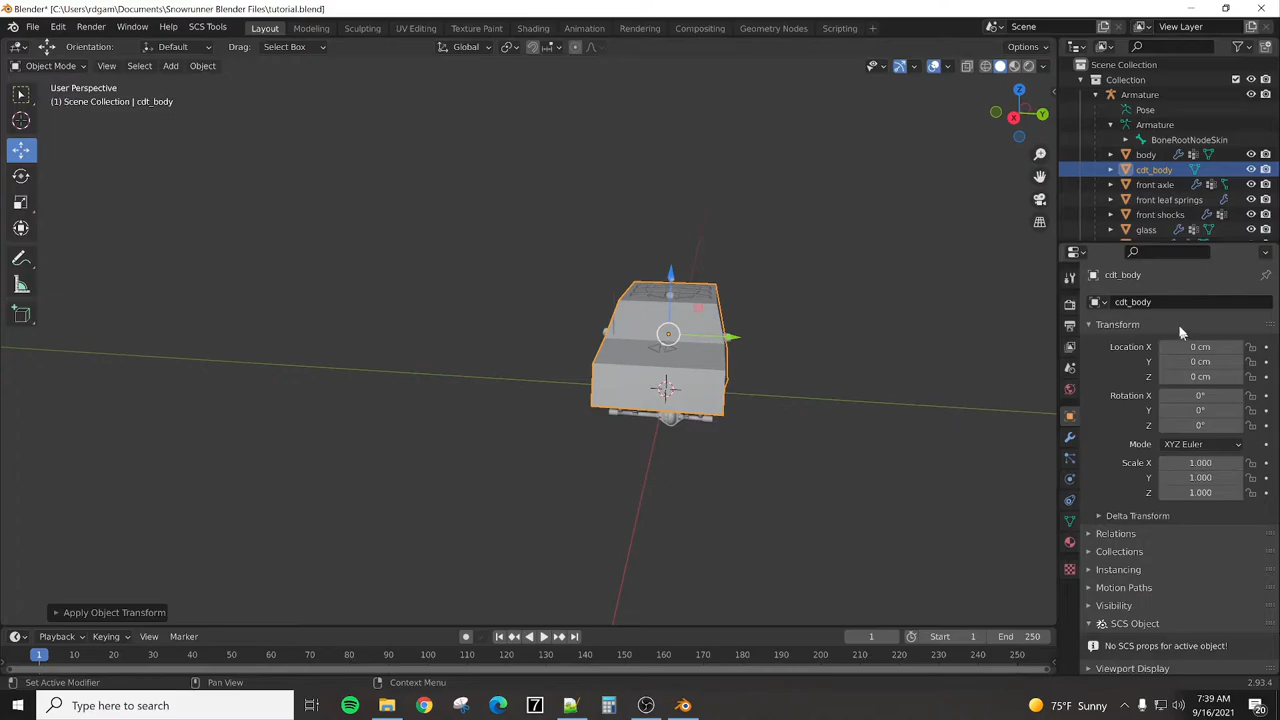 Blender* [C:\Users\rdgam\Documents\Snowrunner Blender Files\tutorial.blend]
File Edit Render Window Help SCS Tools Layout Modeling Sculpting UV Editing Texture Paint Shading Animation Rendering Compositing Geometry Nodes Scripting + Scene View Layer
Orientation: Default Drag: Select Box Global Options
Object Mode View Select Add Object
User Perspective
(1) Scene Collection | cdt_body
Z
Y
X
Scene Collection
Collection
Armature
Pose
Armature
BoneRootNodeSkin
body
cdt_body
front axle
front leaf springs
front shocks
glass
cdt_body
cdt_body
Transform
Location X 0 cm
Y 0 cm
Z 0 cm
Rotation X 0°
Y 0°
Z 0°
Mode XYZ Euler
Scale X 1.000
Y 1.000
Z 1.000
Delta Transform
Relations
Collections
Instancing
Motion Paths
Visibility
SCS Object
No SCS props for active object!
Viewport Display
Apply Object Transform
Playback Keying View Marker 1 Start 1 End 250
1 10 20 30 40 50 60 70 80 90 100 110 120 130 140 150 160 170 180 190 200 210 220 230 240 250
Set Active Modifier Pan View Context Menu 2.93.4
Type here to search 7 75°F Sunny 7:39 AM
9/16/2021 20